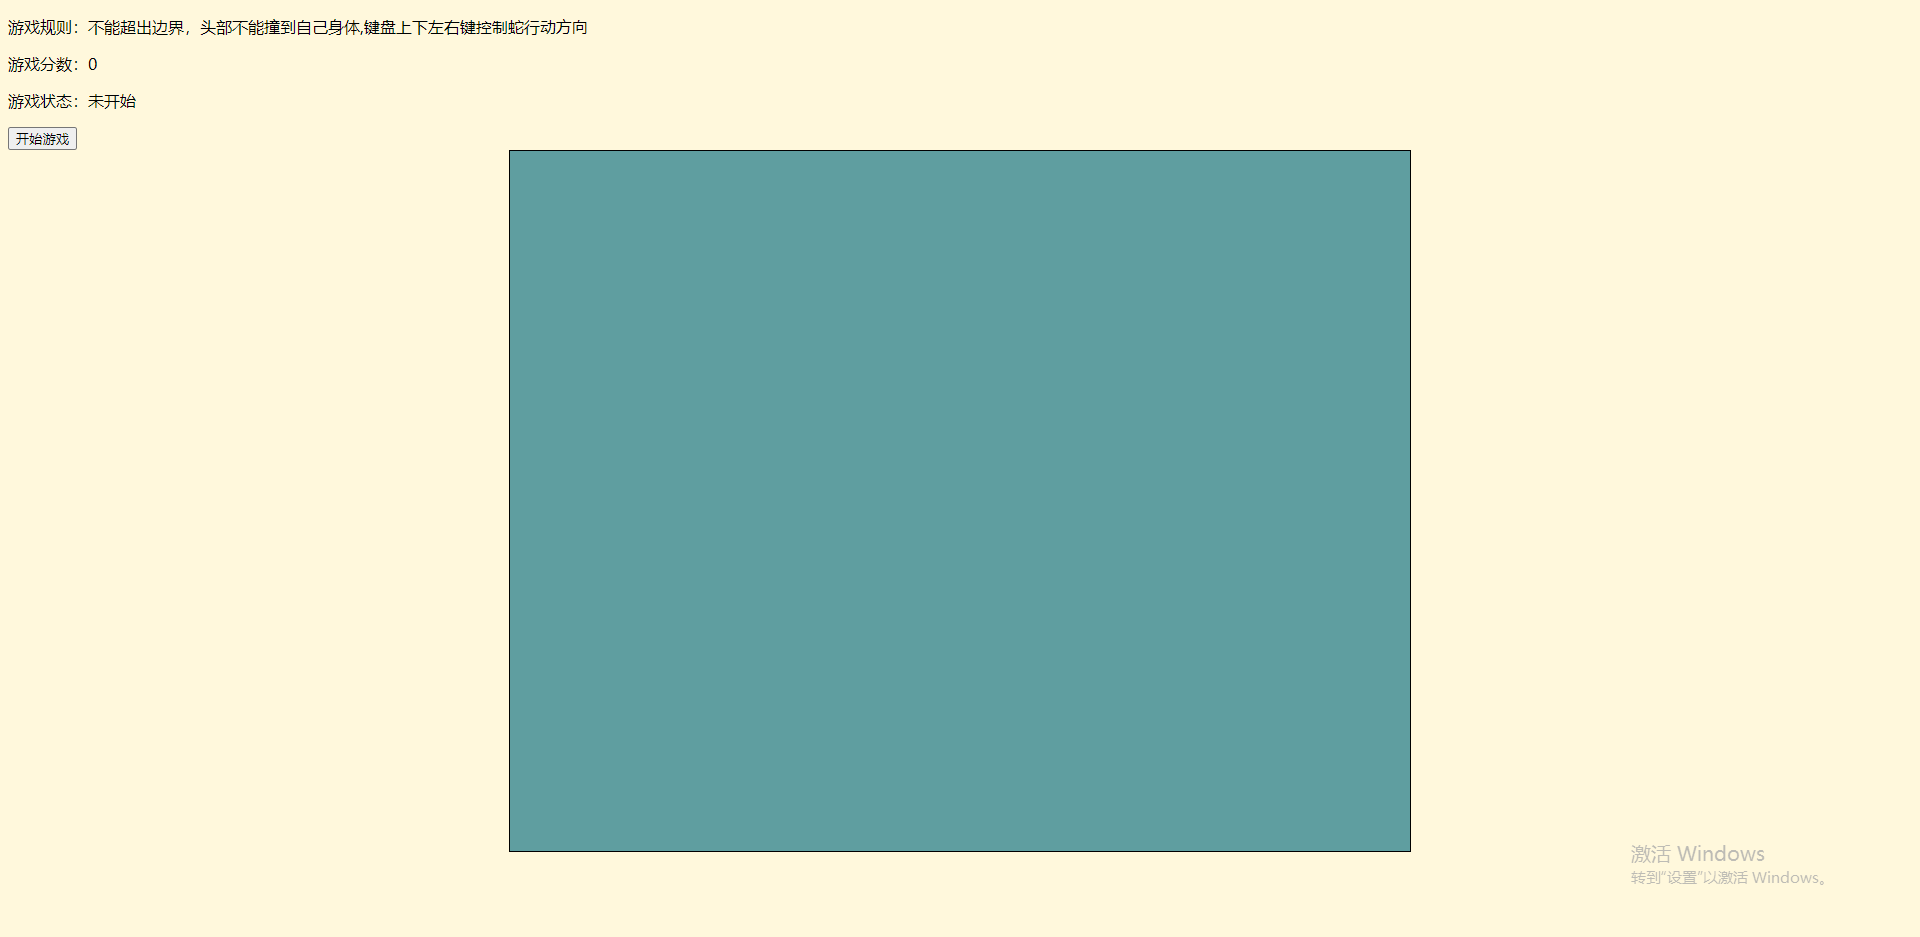 游戏规则：不能超出边界，头部不能撞到自己身体,键盘上下左右键控制蛇行动方向
游戏分数：0
游戏状态：未开始
开始游戏
激活 Windows
转到“设置”以激活 Windows。